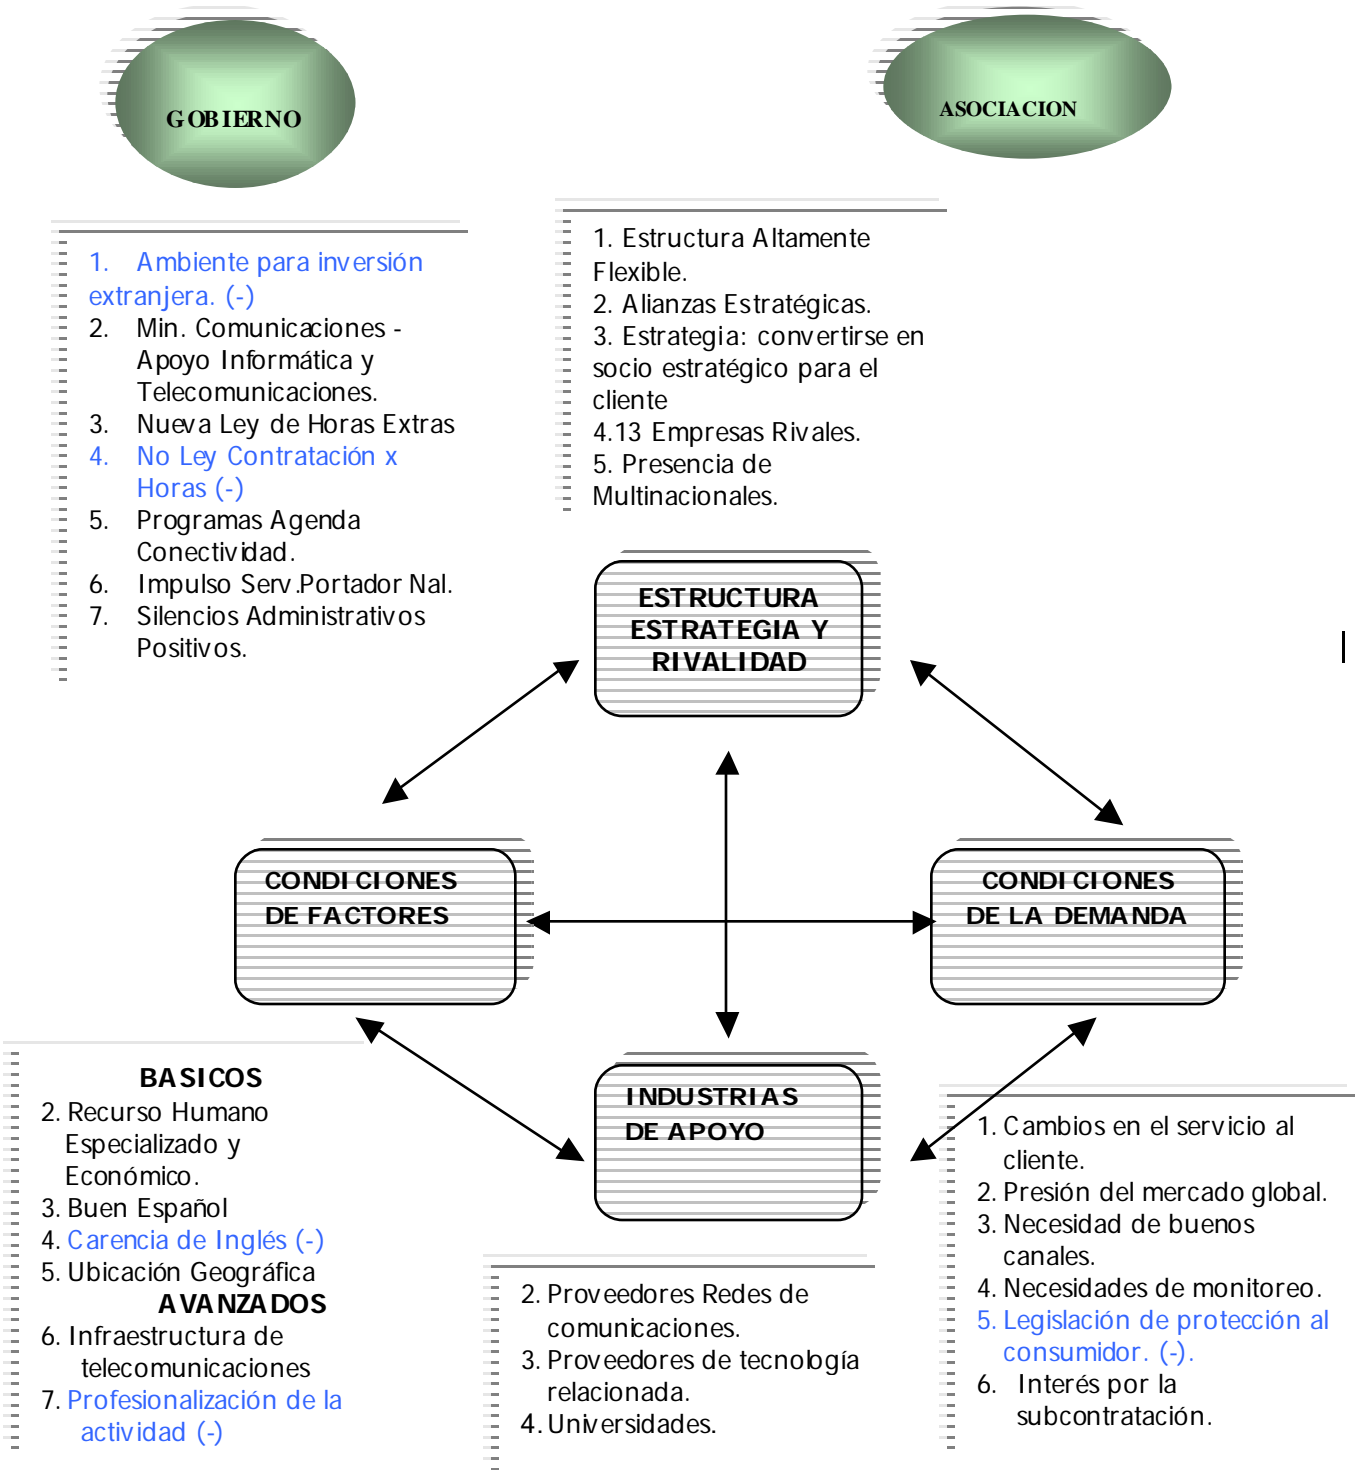 GOBIERNO
ASOCIACION
1. Ambiente para inversión
extranjera. (-)
2. Min. Comunicaciones -
Apoyo Informática y
Telecomunicaciones.
3. Nueva Ley de Horas Extras
4. No Ley Contratación x
Horas (-)
5. Programas Agenda
Conectividad.
6. Impulso Serv.Portador Nal.
7. Silencios Administrativos
Positivos.
1. Estructura Altamente
Flexible.
2. Alianzas Estratégicas.
3. Estrategia: convertirse en
socio estratégico para el
cliente
4.13 Empresas Rivales.
5. Presencia de
Multinacionales.
ESTRUCTURA
ESTRATEGIA Y
RIVALIDAD
CONDICIONES
DE FACTORES
CONDICIONES
DE LA DEMANDA
INDUSTRIAS
DE APOYO
BASICOS
2. Recurso Humano
Especializado y
Económico.
3. Buen Español
4. Carencia de Inglés (-)
5. Ubicación Geográfica
AVANZADOS
6. Infraestructura de
telecomunicaciones
7. Profesionalización de la
actividad (-)
2. Proveedores Redes de
comunicaciones.
3. Proveedores de tecnología
relacionada.
4. Universidades.
1. Cambios en el servicio al
cliente.
2. Presión del mercado global.
3. Necesidad de buenos
canales.
4. Necesidades de monitoreo.
5. Legislación de protección al
consumidor. (-).
6. Interés por la
subcontratación.